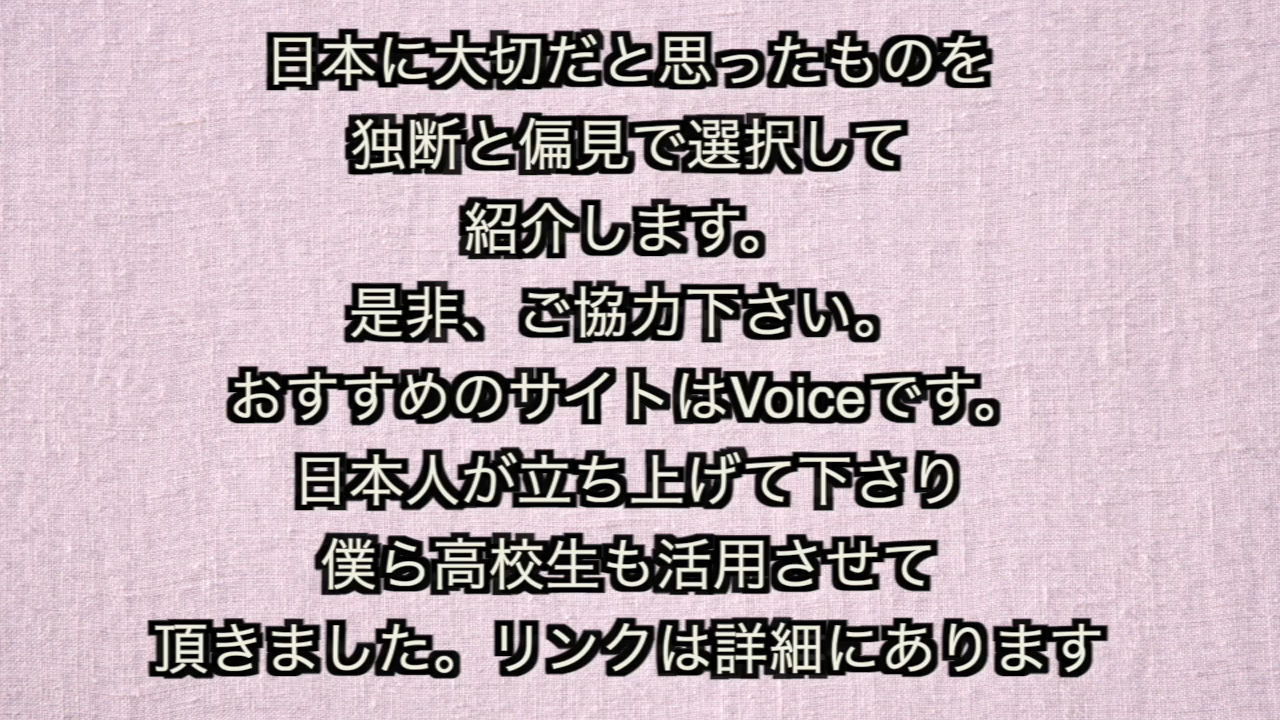 日本に大切だと思ったものを
独断と偏見で選択して
紹介します。
是非、ご協力下さい。
おすすめのサイトはVoiceです。
日本人が立ち上げて下さり
僕ら高校生も活用させて
頂きました。リンクは詳細にあります